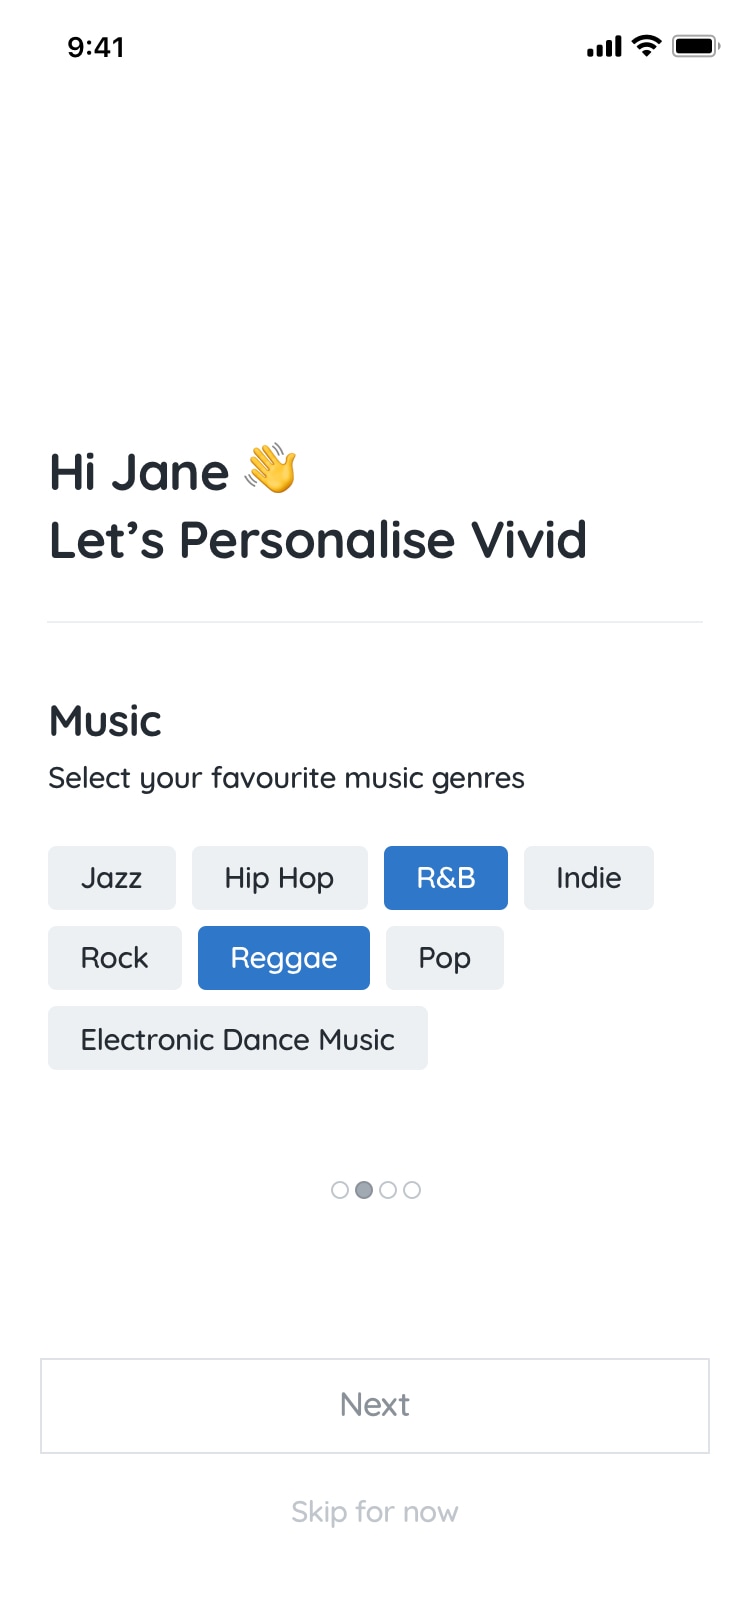 9:41
Hi Jane 👋
Let’s Personalise Vivid
Music
Select your favourite music genres
Jazz Hip Hop R&B Indie
Rock Reggae Pop
Electronic Dance Music
Next
Skip for now